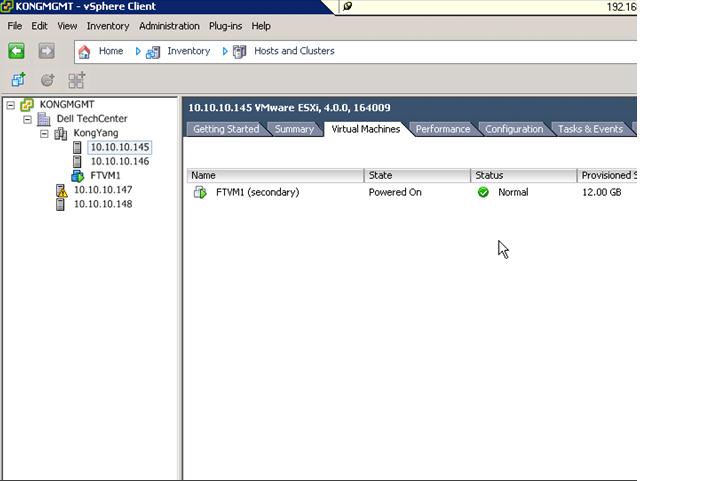 KONGMGMT - vSphere Client
192.16
File Edit View Inventory Administration Plug-ins Help
Home Inventory Hosts and Clusters
KONGMGMT
Dell TechCenter
KongYang
10.10.10.145
10.10.10.146
FTVM1
10.10.10.147
10.10.10.148
10.10.10.145 VMware ESXi, 4.0.0, 164009
Getting Started Summary Virtual Machines Performance Configuration Tasks & Events
Name State Status Provisioned S
FTVM1 (secondary) Powered On Normal 12.00 GB